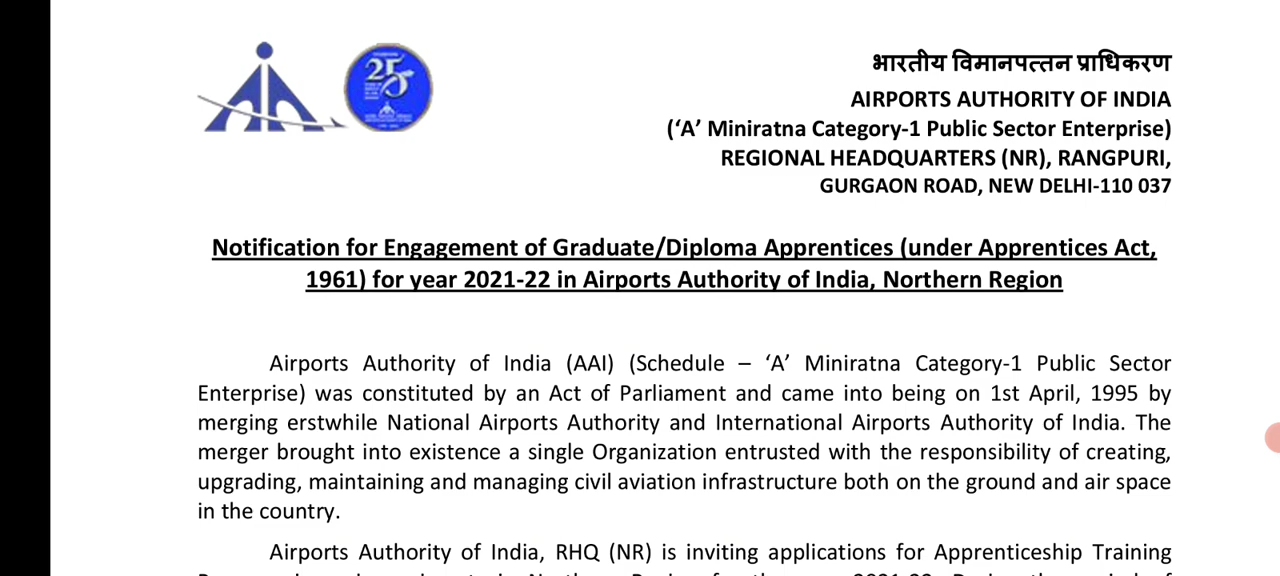 25
भारतीय विमानपत्तन प्राधिकरण
AIRPORTS AUTHORITY OF INDIA
(‘A’ Miniratna Category-1 Public Sector Enterprise)
REGIONAL HEADQUARTERS (NR), RANGPURI,
GURGAON ROAD, NEW DELHI-110 037
Notification for Engagement of Graduate/Diploma Apprentices (under Apprentices Act,
1961) for year 2021-22 in Airports Authority of India, Northern Region
Airports Authority of India (AAI) (Schedule – ‘A’ Miniratna Category-1 Public Sector
Enterprise) was constituted by an Act of Parliament and came into being on 1st April, 1995 by
merging erstwhile National Airports Authority and International Airports Authority of India. The
merger brought into existence a single Organization entrusted with the responsibility of creating,
upgrading, maintaining and managing civil aviation infrastructure both on the ground and air space
in the country.
Airports Authority of India, RHQ (NR) is inviting applications for Apprenticeship Training